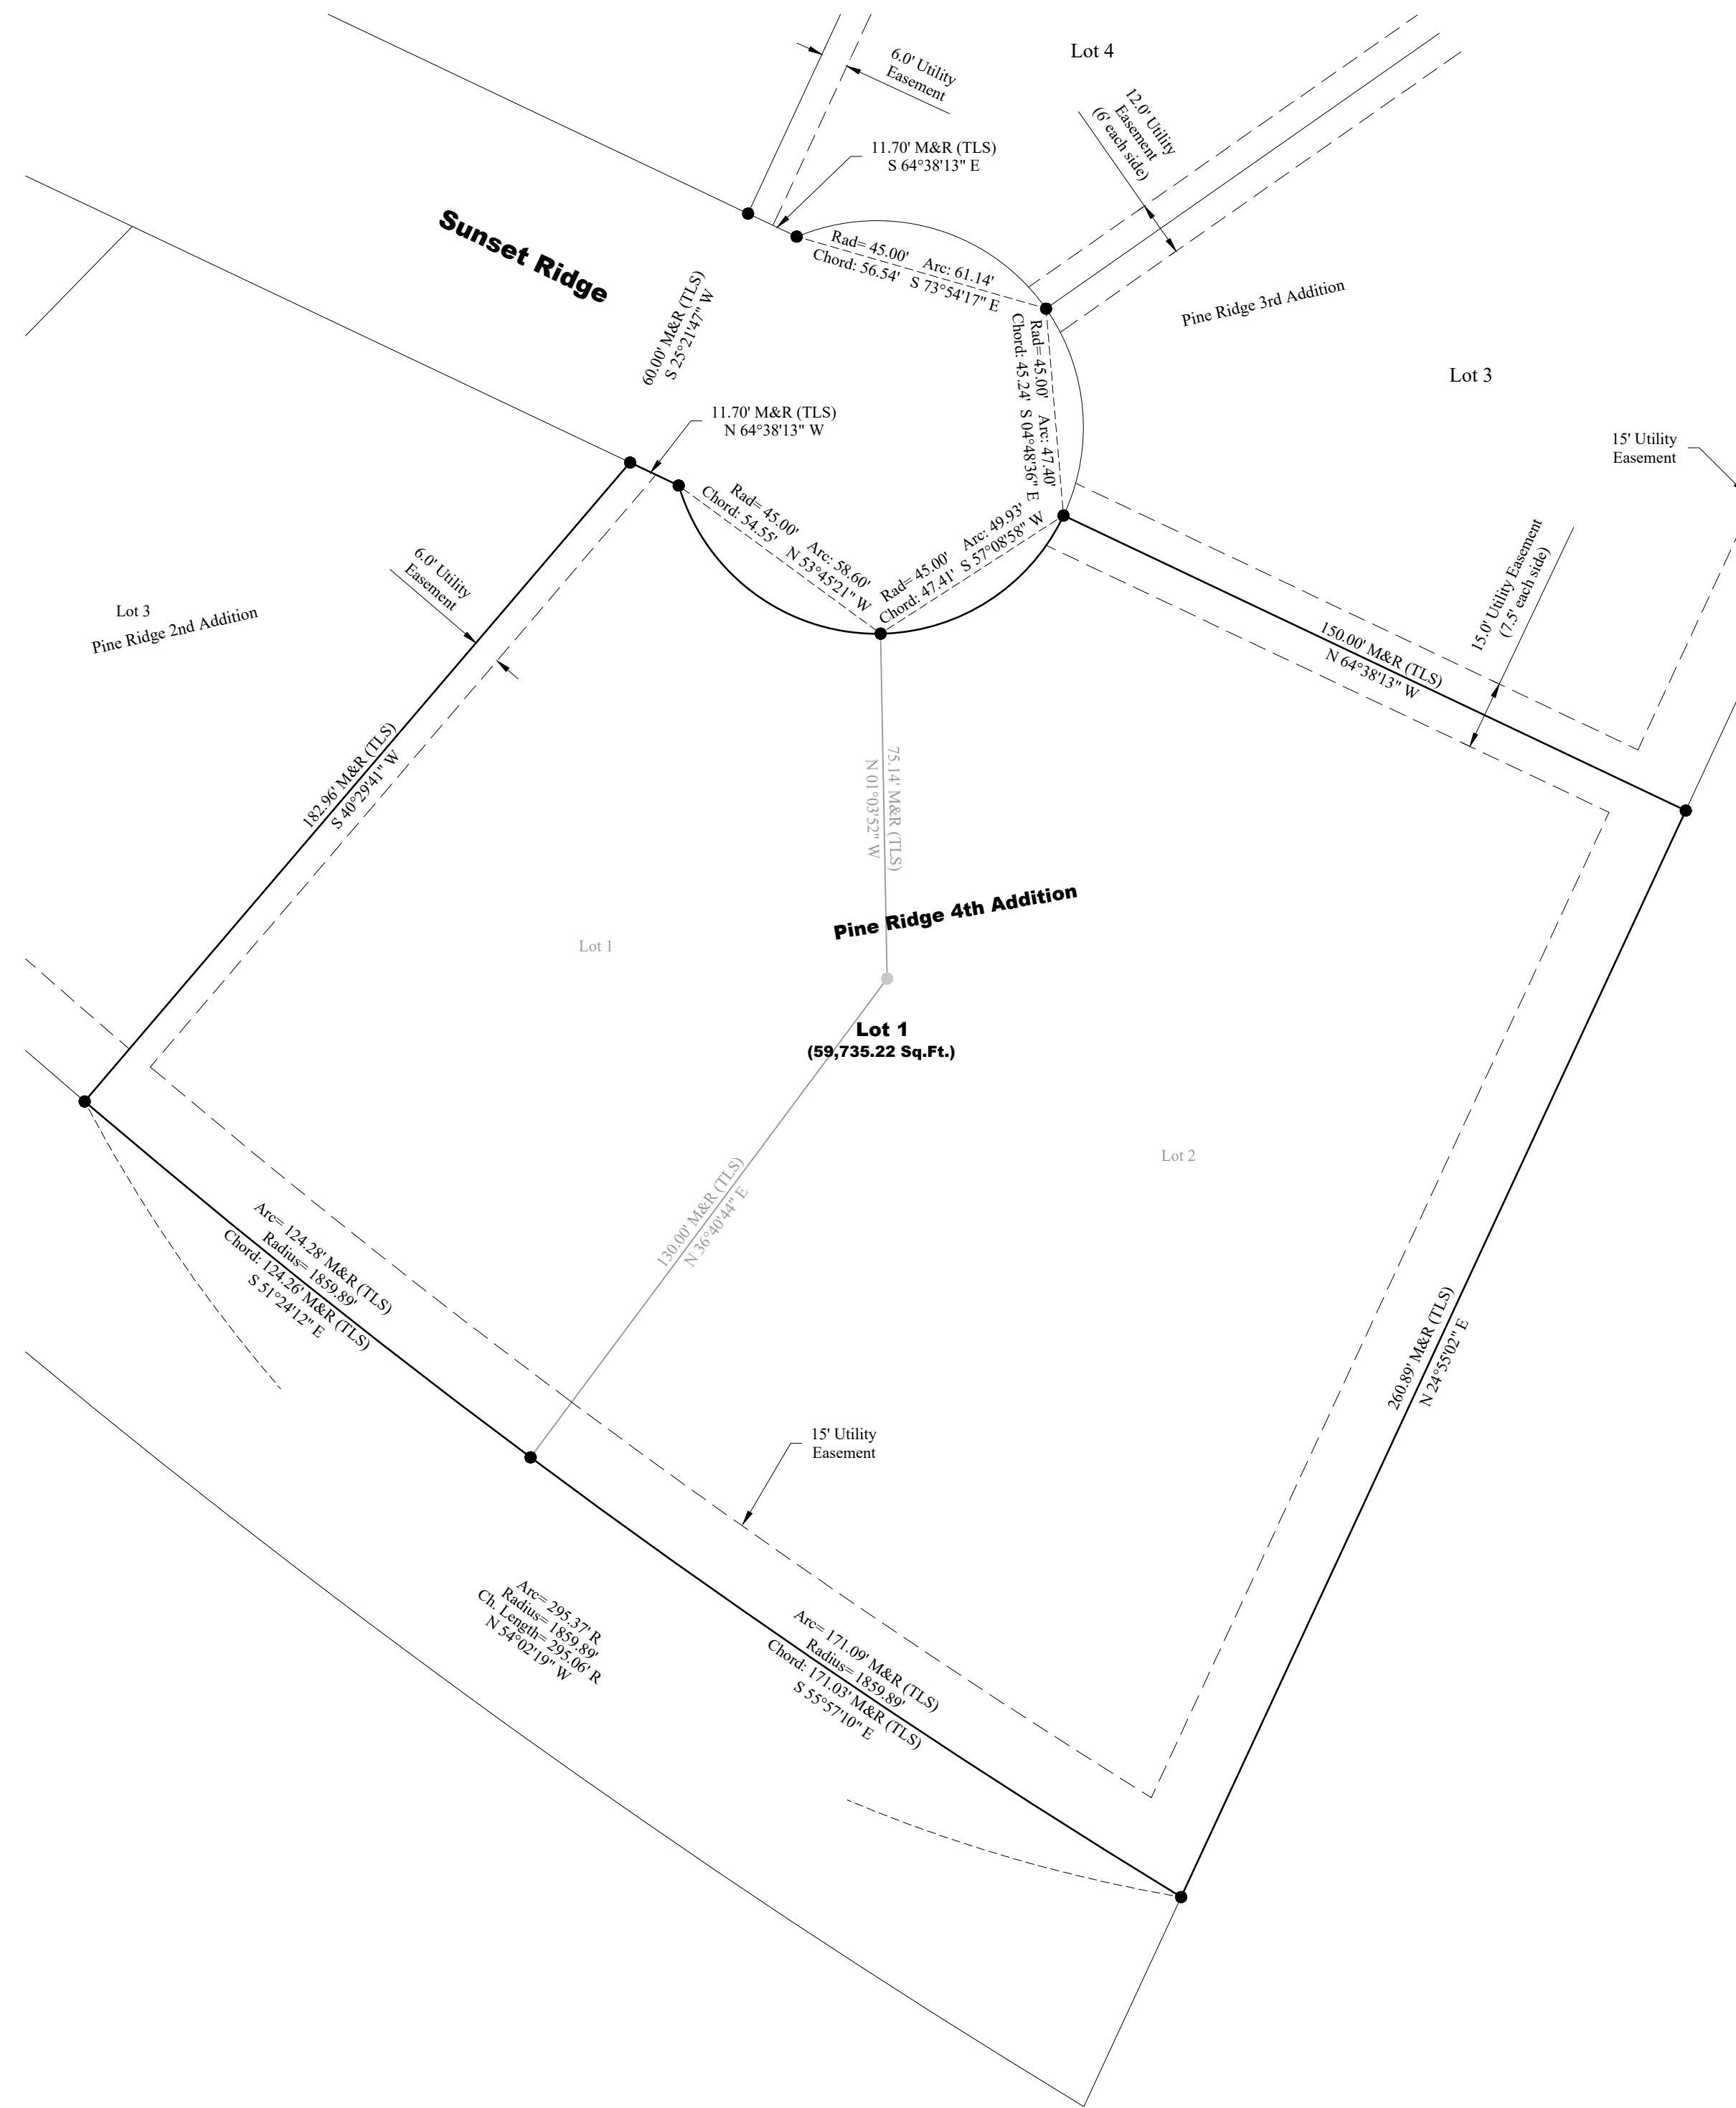 Lot 4
6.0' Utility
Easement
12.0' Utility
Easement
(6' each side)
11.70' M&R (TLS)
S 64°38'13" E
Sunset Ridge
Rad= 45.00' Arc: 61.14'
Chord: 56.54' S 73°54'17" E
60.00' M&R (TLS)
S 25°21'47" W
Pine Ridge 3rd Addition
Lot 3
Rad= 45.00' Arc: 47.40'
Chord: 45.24' S 04°48'36" E
11.70' M&R (TLS)
N 64°38'13" W
15' Utility
Easement
Rad= 45.00' Arc: 58.60'
Chord: 54.55' N 53°45'21" W
Rad= 45.00' Arc: 49.93'
Chord: 47.41' S 57°08'58" W
15.0' Utility Easement
(7.5' each side)
6.0' Utility
Easement
Lot 3
Pine Ridge 2nd Addition
150.00' M&R (TLS)
N 64°38'13" W
182.96' M&R (TLS)
S 40°29'41" W
75.14' M&R (TLS)
N 01°03'52" W
Pine Ridge 4th Addition
Lot 1
Lot 1
(59,735.22 Sq.Ft.)
Lot 2
130.00' M&R (TLS)
N 36°40'44" E
Arc= 124.28' M&R (TLS)
Radius= 1859.89'
Chord: 124.26' M&R (TLS)
S 51°24'12" E
260.89' M&R (TLS)
N 24°55'02" E
15' Utility
Easement
Arc= 295.37' R
Radius= 1859.89'
Ch. Length= 295.06' R
N 54°02'19" W
Arc= 171.09' M&R (TLS)
Radius= 1859.89'
Chord: 171.03' M&R (TLS)
S 55°57'10" E